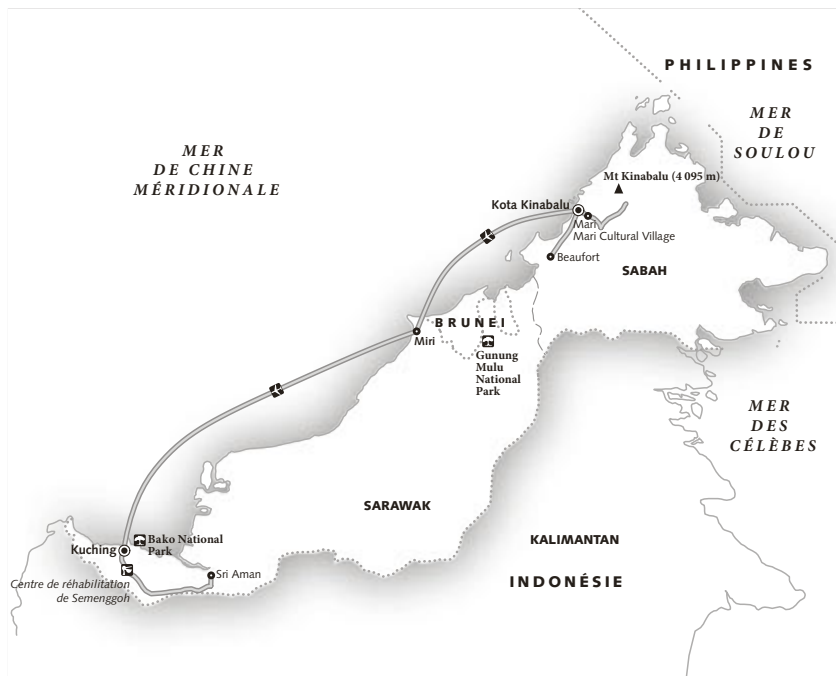 PHILIPPINES
MER
DE
SOULOU
MER
DE CHINE
MÉRIDIONALE
Mt Kinabalu (4 095 m)
Kota Kinabalu
Mari
Mari Cultural Village
Beaufort
SABAH
BRUNEI
Miri
Gunung
Mulu
National
Park
MER
DES
CÉLÈBES
SARAWAK
KALIMANTAN
INDONÉSIE
Bako National
Park
Kuching
Sri Aman
Centre de réhabilitation
de Semenggoh